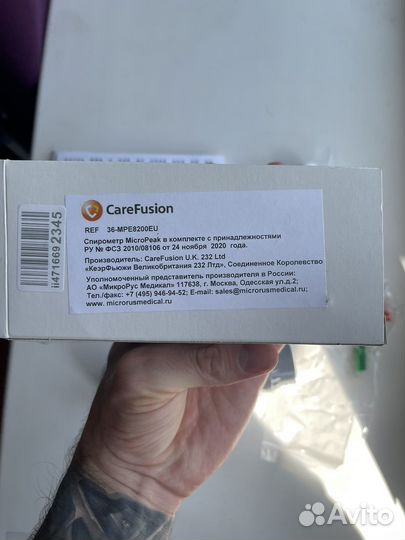 CareFusion
REF 36-MPE8200EU
Спирометр MicroPeak в комплекте с принадлежностями
РУ № ФСЗ 2010/08106 от 24 ноября 2020 года.
Производитель: CareFusion U.K. 232 Ltd
«КеэрФьюжн Великобритания 232 Лтд», Соединенное Королевство
Уполномоченный представитель производителя в России:
АО «МикроРус Медикал» 117638, г. Москва, Одесская ул.д.2;
Тел./факс: +7 (495) 946-94-52; E-mail: sales@microrusmedical.ru;
www.microrusmedical.ru
ii4716692345
Avito